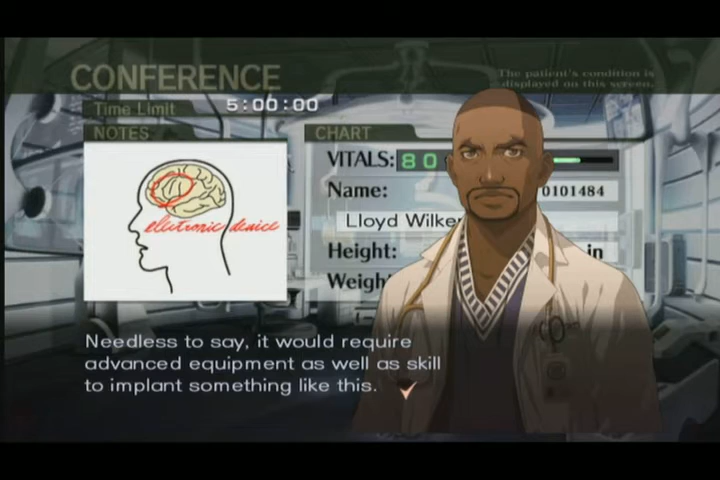 CONFERENCE
The patient's condition is
displayed on this screen.
Time Limit 5:00:00
NOTES
CHART
VITALS: 80
Name: 0101484
Lloyd Wilke
Height: in
Weigh
electronic device
Needless to say, it would require
advanced equipment as well as skill
to implant something like this.